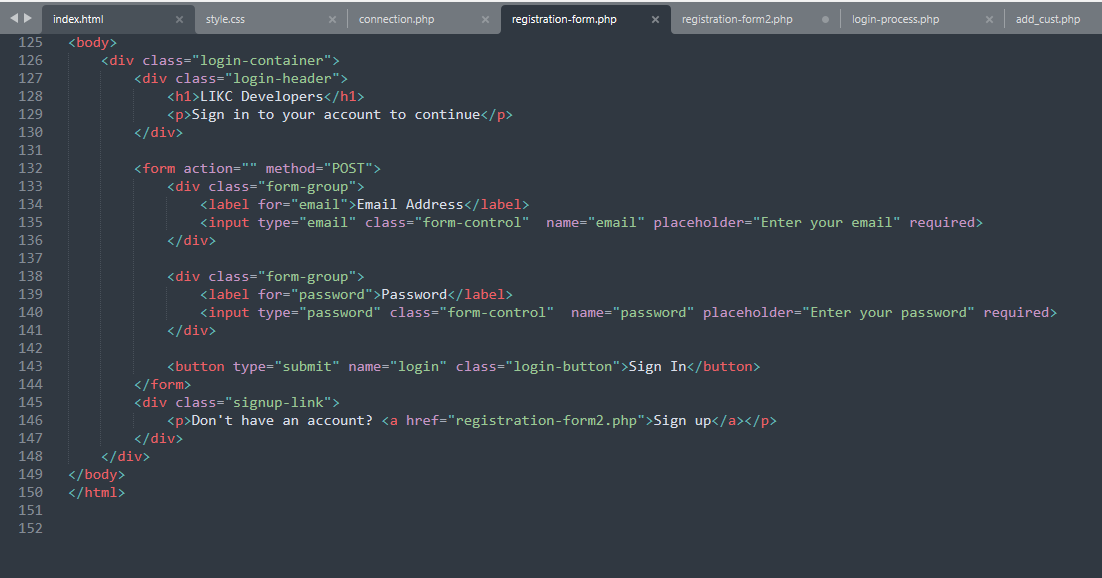 index.html × style.css × connection.php × registration-form.php × registration-form2.php login-process.php × add_cust.php
125 <body>
126 <div class="login-container">
127 <div class="login-header">
128 <h1>LIKC Developers</h1>
129 <p>Sign in to your account to continue</p>
130 </div>
131
132 <form action="" method="POST">
133 <div class="form-group">
134 <label for="email">Email Address</label>
135 <input type="email" class="form-control"  name="email" placeholder="Enter your email" required>
136 </div>
137
138 <div class="form-group">
139 <label for="password">Password</label>
140 <input type="password" class="form-control"  name="password" placeholder="Enter your password" required>
141 </div>
142
143 <button type="submit" name="login" class="login-button">Sign In</button>
144 </form>
145 <div class="signup-link">
146 <p>Don't have an account? <a href="registration-form2.php">Sign up</a></p>
147 </div>
148 </div>
149 </body>
150 </html>
151
152